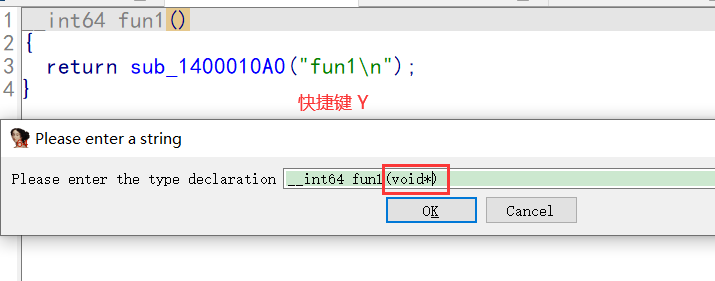 1 __int64 fun1()
2 {
3 return sub_1400010A0("fun1\n");
4 }
快捷键 Y
Please enter a string
Please enter the type declaration __int64 fun1(void*)
OK Cancel